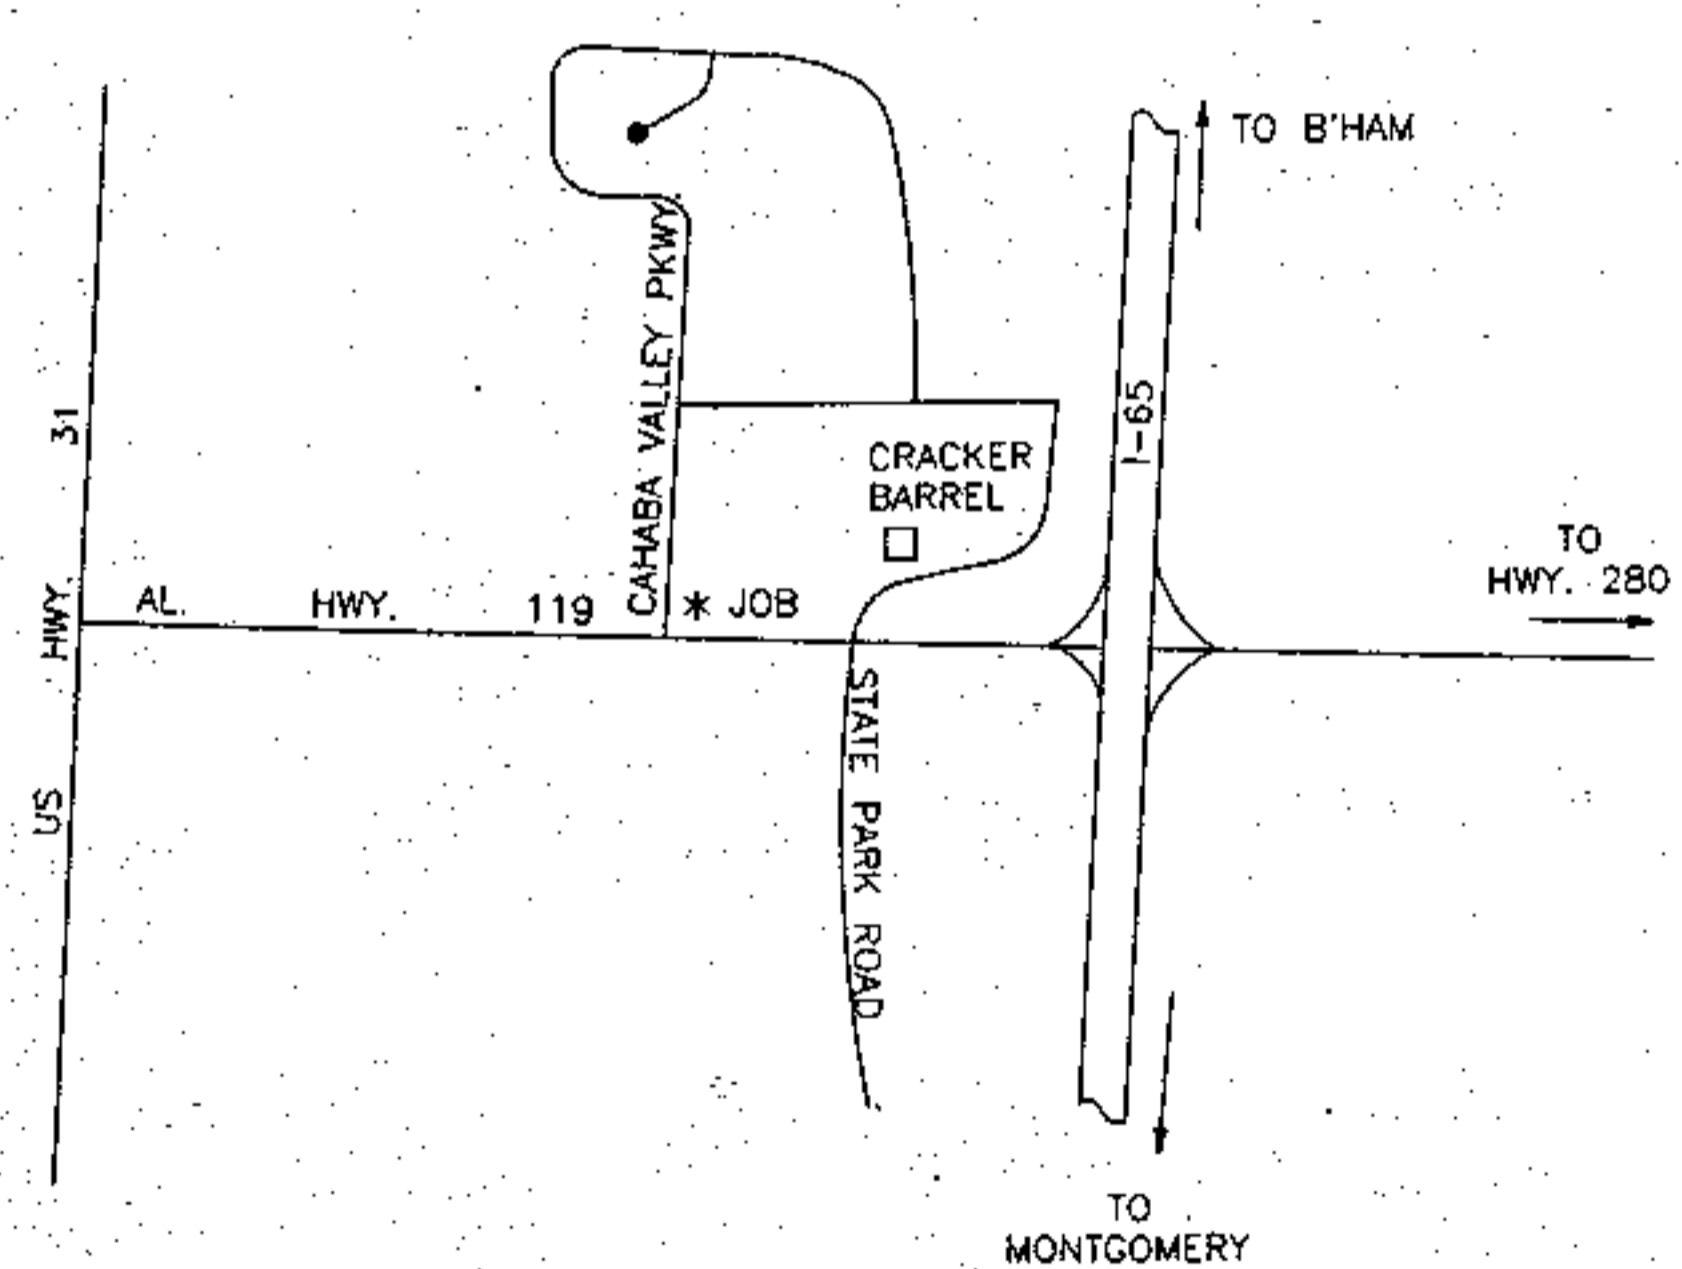 TO B'HAM
CAHABA VALLEY PKWY.
I-65
US HWY. 31
CRACKER
BARREL
TO
HWY. 280
AL. HWY. 119
* JOB
STATE PARK ROAD
TO
MONTGOMERY